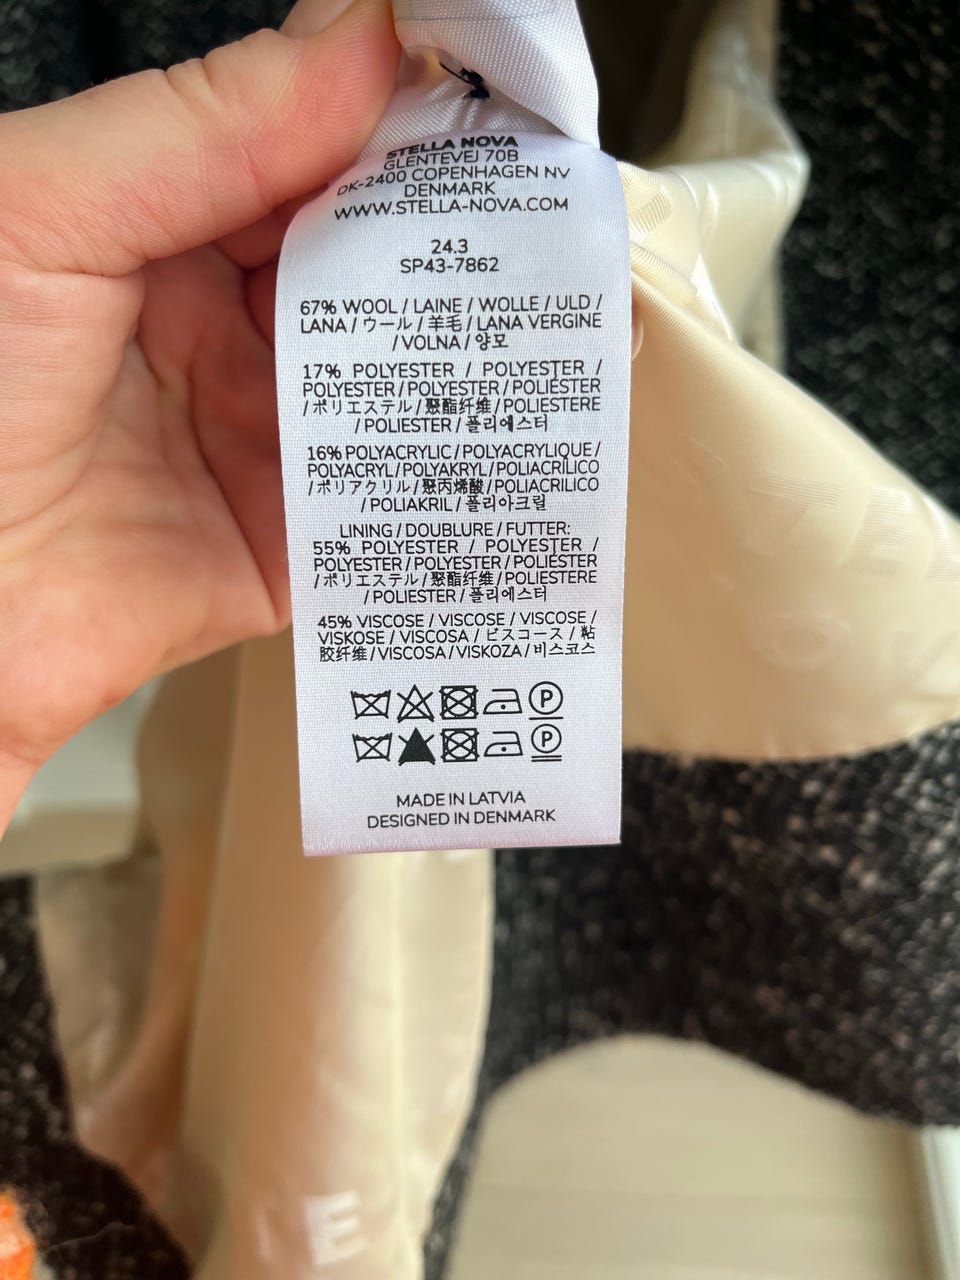 STELLA NOVA
GLENTEVEJ 70B
DK-2400 COPENHAGEN NV
DENMARK
WWW.STELLA-NOVA.COM
24.3
SP43-7862
67% WOOL / LAINE / WOLLE / ULD /
LANA / ウール / 羊毛 / LANA VERGINE
/ VOLNA / 양모
17% POLYESTER / POLYESTER /
POLYESTER / POLYESTER / POLIÉSTER
/ ポリエステル / 聚酯纤维 / POLIESTERE
/ POLIESTER / 폴리에스터
16% POLYACRYLIC / POLYACRYLIQUE /
POLYACRYL / POLYAKRYL / POLIACRÍLICO
/ ポリアクリル / 聚丙烯酸 / POLIACRILICO
/ POLIAKRIL / 폴리아크릴
LINING / DOUBLURE / FUTTER:
55% POLYESTER / POLYESTER /
POLYESTER / POLYESTER / POLIÉSTER
/ ポリエステル / 聚酯纤维 / POLIESTERE
/ POLIESTER / 폴리에스터
45% VISCOSE / VISCOSE / VISCOSE /
VISKOSE / VISCOSA / ビスコース / 粘
胶纤维 / VISCOSA / VISKOZA / 비스코스
P
P
MADE IN LATVIA
DESIGNED IN DENMARK
E